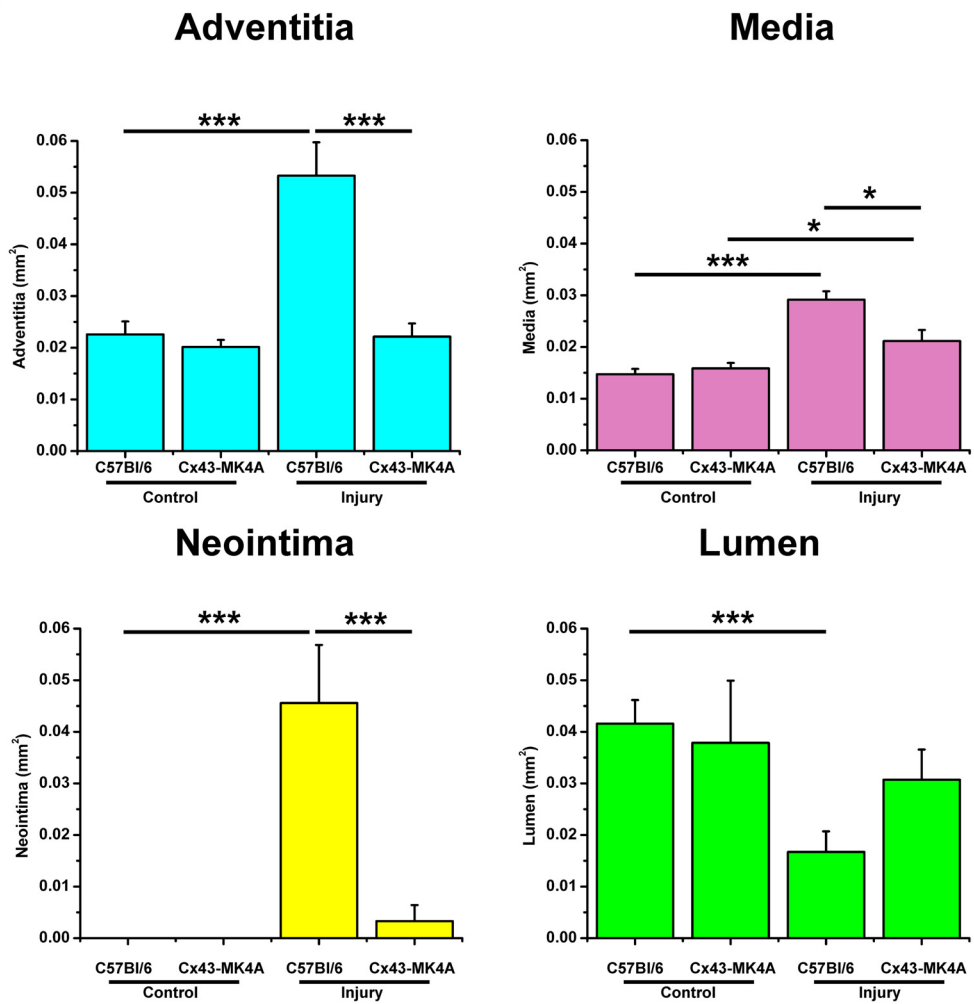 Adventitia
***
***
0.06
0.05
0.04
0.03
0.02
0.01
0.00
Adventitia (mm²)
C57Bl/6 Cx43-MK4A C57Bl/6 Cx43-MK4A
Control Injury
Media
*
*
***
0.06
0.05
0.04
0.03
0.02
0.01
0.00
Media (mm²)
C57Bl/6 Cx43-MK4A C57Bl/6 Cx43-MK4A
Control Injury
Neointima
***
***
0.06
0.05
0.04
0.03
0.02
0.01
0.00
Neointima (mm²)
C57Bl/6 Cx43-MK4A C57Bl/6 Cx43-MK4A
Control Injury
Lumen
***
0.06
0.05
0.04
0.03
0.02
0.01
0.00
Lumen (mm²)
C57Bl/6 Cx43-MK4A C57Bl/6 Cx43-MK4A
Control Injury